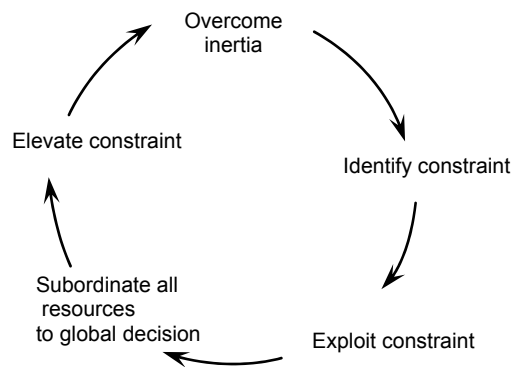 Overcome
inertia
Identify constraint
Exploit constraint
Subordinate all
resources
to global decision
Elevate constraint